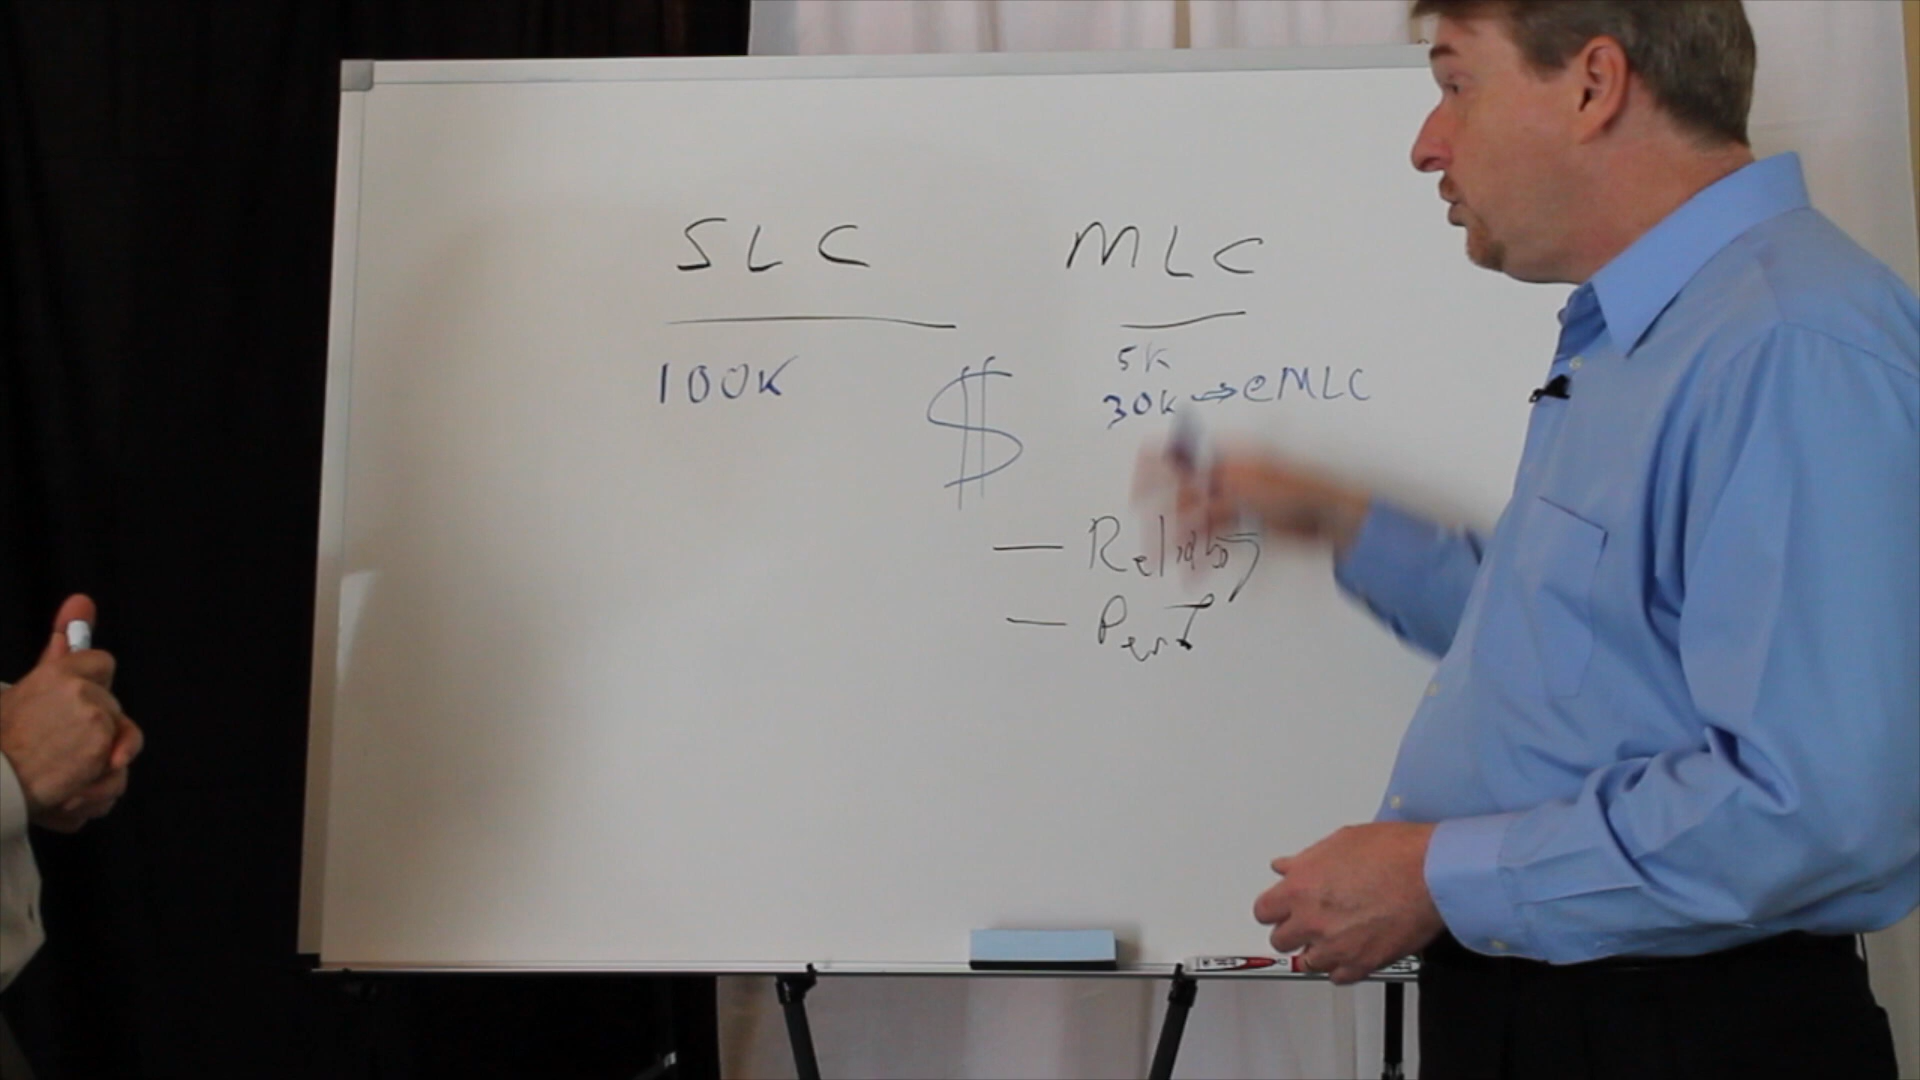 SLC MLC
100K $ 5K
30K → eMLC
— Reliability
— Perf